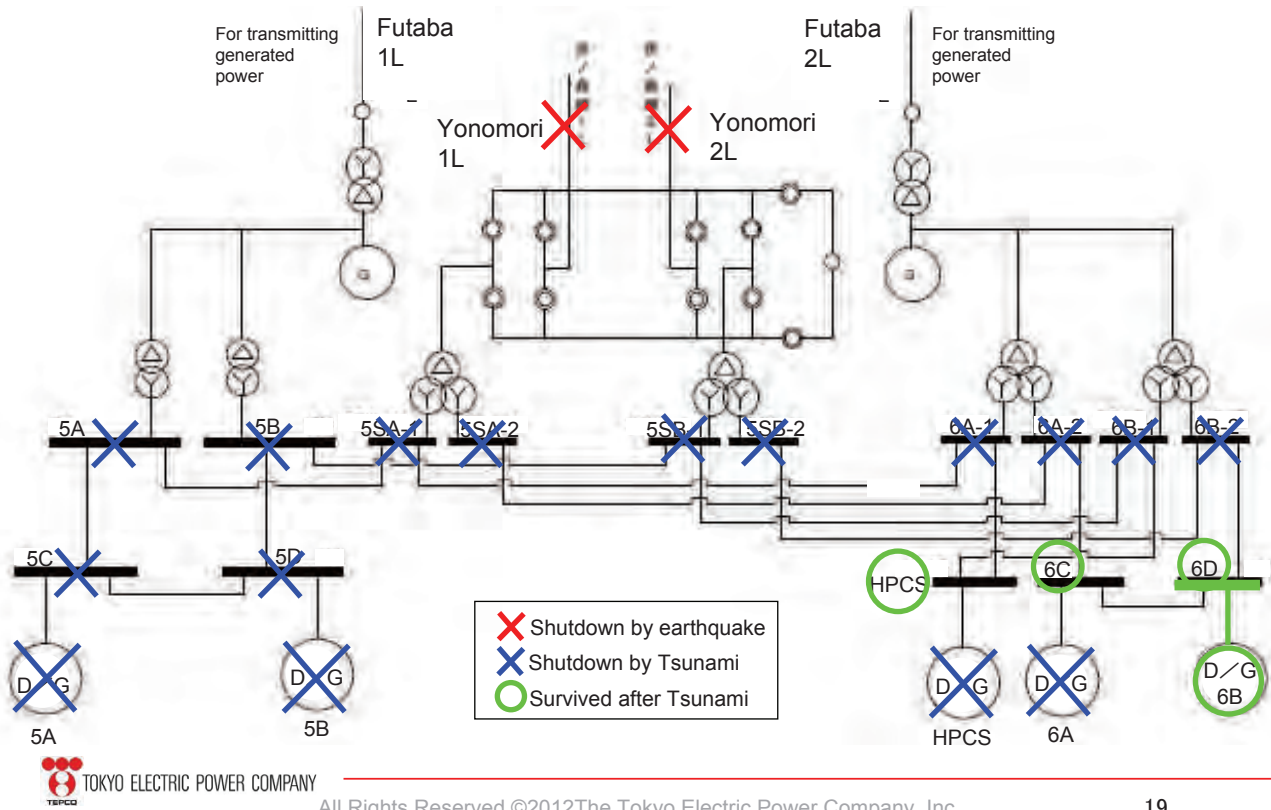 For transmitting
generated
power
Futaba
1L
Futaba
2L
For transmitting
generated
power
Yonomori
1L
Yonomori
2L
G
G
5A
5B
5SA-1
5SA-2
5SB-
5SB-2
6A-1
6A-2
6B-1
6B-2
5C
5D
HPCS
6C
6D
Shutdown by earthquake
Shutdown by Tsunami
Survived after Tsunami
D G
5A
D G
5B
D G
HPCS
D G
6A
D/G
6B
TEPCO
TOKYO ELECTRIC POWER COMPANY
All Rights Reserved ©2012The Tokyo Electric Power Company, Inc.
19